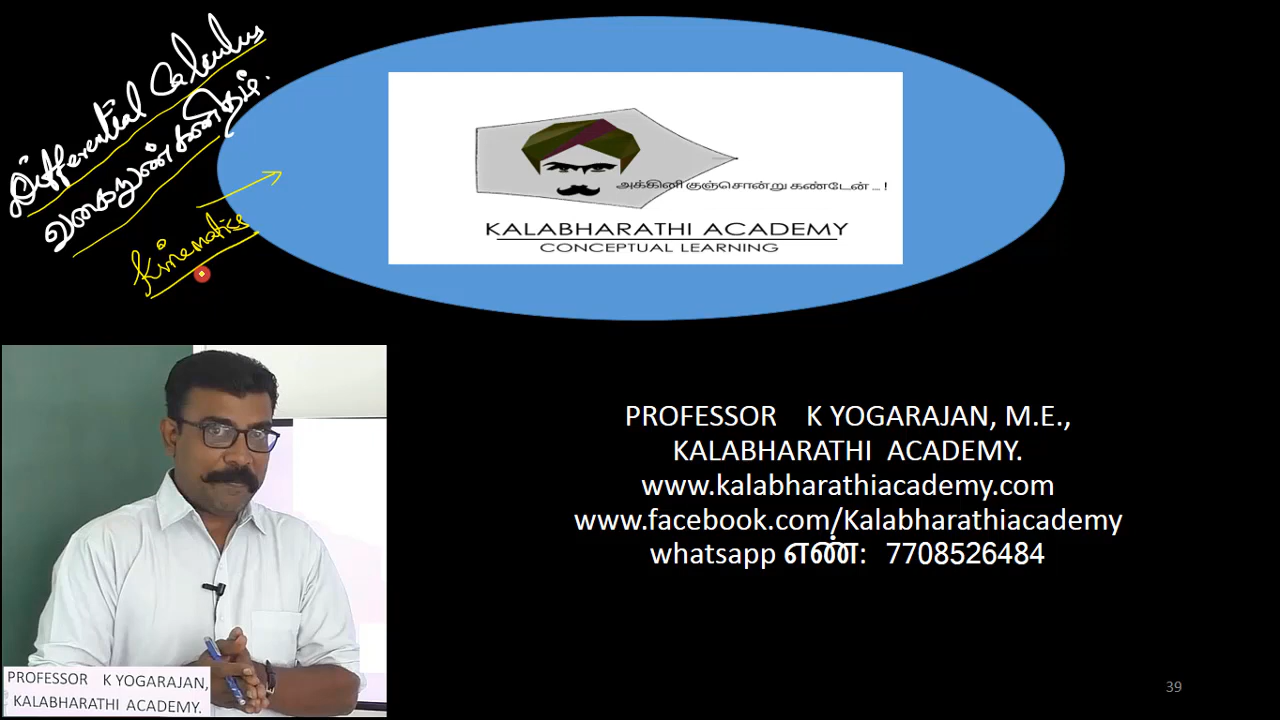 Differential Calculus
வகைநுண்கணிதம்.
Kinematics
அக்கினி குஞ்சொன்று கண்டேன் ... !
KALABHARATHI ACADEMY
CONCEPTUAL LEARNING
PROFESSOR K YOGARAJAN, M.E.,
KALABHARATHI ACADEMY.
www.kalabharathiacademy.com
www.facebook.com/Kalabharathiacademy
whatsapp எண்: 7708526484
PROFESSOR K YOGARAJAN,
KALABHARATHI ACADEMY.
39